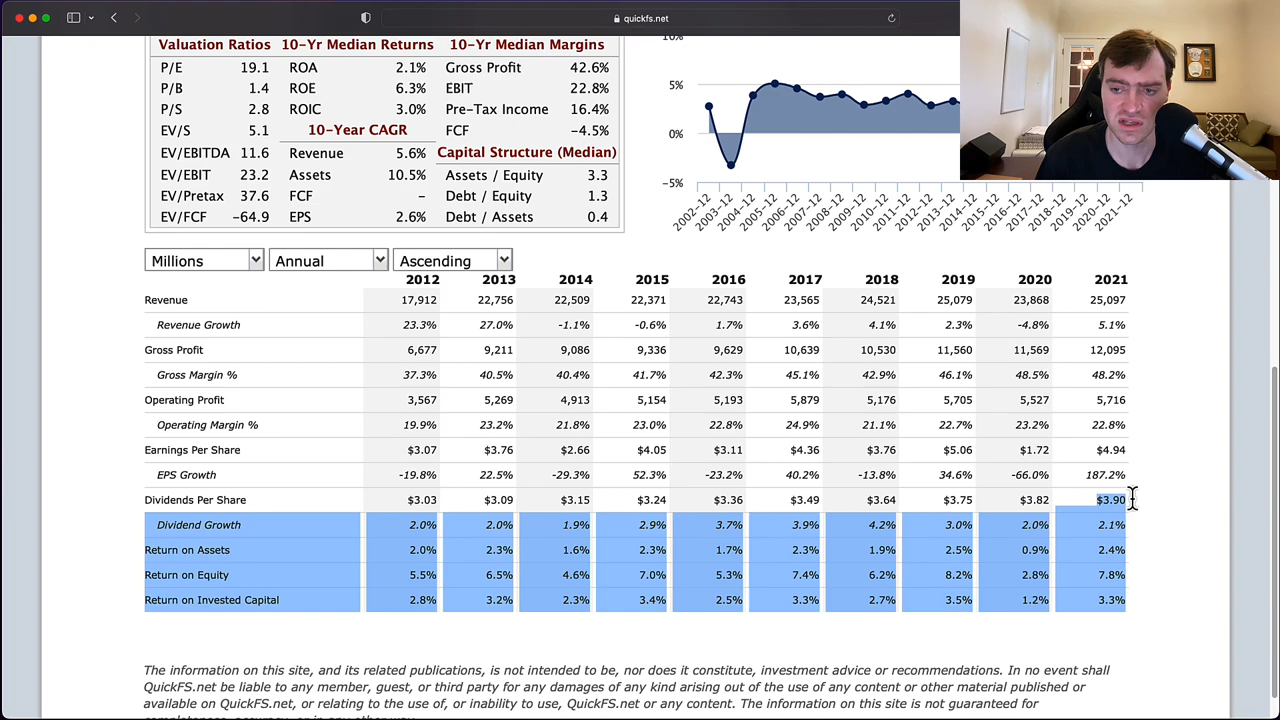 quickfs.net
Valuation Ratios 10-Yr Median Returns 10-Yr Median Margins
P/E 19.1 ROA 2.1% Gross Profit 42.6%
P/B 1.4 ROE 6.3% EBIT 22.8%
P/S 2.8 ROIC 3.0% Pre-Tax Income 16.4%
EV/S 5.1 10-Year CAGR FCF -4.5%
EV/EBITDA 11.6 Revenue 5.6% Capital Structure (Median)
EV/EBIT 23.2 Assets 10.5% Assets / Equity 3.3
EV/Pretax 37.6 FCF - Debt / Equity 1.3
EV/FCF -64.9 EPS 2.6% Debt / Assets 0.4
10%
5%
0%
-5%
2002-12 2003-12 2004-12 2005-12 2006-12 2007-12 2008-12 2009-12 2010-12 2011-12 2012-12 2013-12 2014-12 2015-12 2016-12 2017-12 2018-12 2019-12 2020-12 2021-12
Millions Annual Ascending
2012 2013 2014 2015 2016 2017 2018 2019 2020 2021
Revenue 17,912 22,756 22,509 22,371 22,743 23,565 24,521 25,079 23,868 25,097
Revenue Growth 23.3% 27.0% -1.1% -0.6% 1.7% 3.6% 4.1% 2.3% -4.8% 5.1%
Gross Profit 6,677 9,211 9,086 9,336 9,629 10,639 10,530 11,560 11,569 12,095
Gross Margin % 37.3% 40.5% 40.4% 41.7% 42.3% 45.1% 42.9% 46.1% 48.5% 48.2%
Operating Profit 3,567 5,269 4,913 5,154 5,193 5,879 5,176 5,705 5,527 5,716
Operating Margin % 19.9% 23.2% 21.8% 23.0% 22.8% 24.9% 21.1% 22.7% 23.2% 22.8%
Earnings Per Share $3.07 $3.76 $2.66 $4.05 $3.11 $4.36 $3.76 $5.06 $1.72 $4.94
EPS Growth -19.8% 22.5% -29.3% 52.3% -23.2% 40.2% -13.8% 34.6% -66.0% 187.2%
Dividends Per Share $3.03 $3.09 $3.15 $3.24 $3.36 $3.49 $3.64 $3.75 $3.82 $3.90
Dividend Growth 2.0% 2.0% 1.9% 2.9% 3.7% 3.9% 4.2% 3.0% 2.0% 2.1%
Return on Assets 2.0% 2.3% 1.6% 2.3% 1.7% 2.3% 1.9% 2.5% 0.9% 2.4%
Return on Equity 5.5% 6.5% 4.6% 7.0% 5.3% 7.4% 6.2% 8.2% 2.8% 7.8%
Return on Invested Capital 2.8% 3.2% 2.3% 3.4% 2.5% 3.3% 2.7% 3.5% 1.2% 3.3%
The information on this site, and its related publications, is not intended to be, nor does it constitute, investment advice or recommendations. In no event shall
QuickFS.net be liable to any member, guest, or third party for any damages of any kind arising out of the use of any content or other material published or
available on QuickFS.net, or relating to the use of, or inability to use, QuickFS.net or any content. The information on this site is not guaranteed for